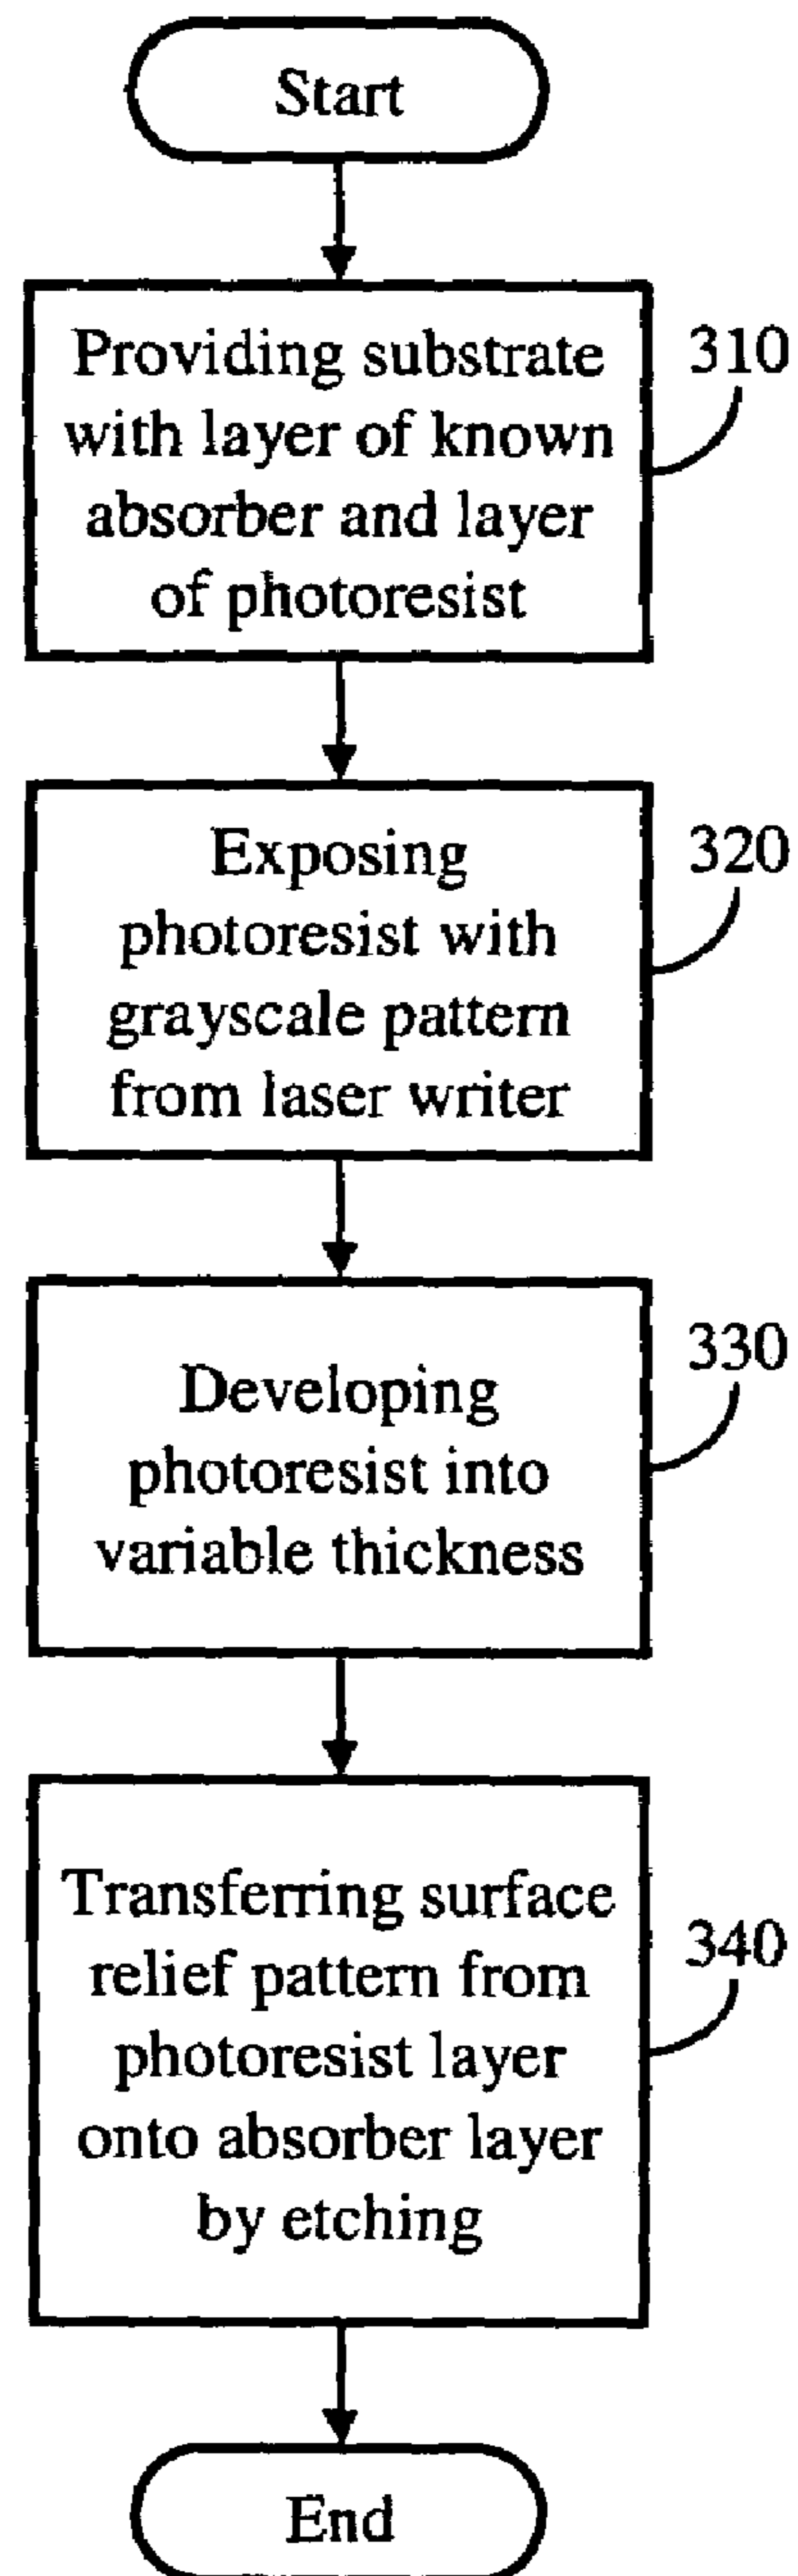 Start
Providing substrate
with layer of known
absorber and layer
of photoresist
310
Exposing
photoresist with
grayscale pattern
from laser writer
320
Developing
photoresist into
variable thickness
330
Transferring surface
relief pattern from
photoresist layer
onto absorber layer
by etching
340
End